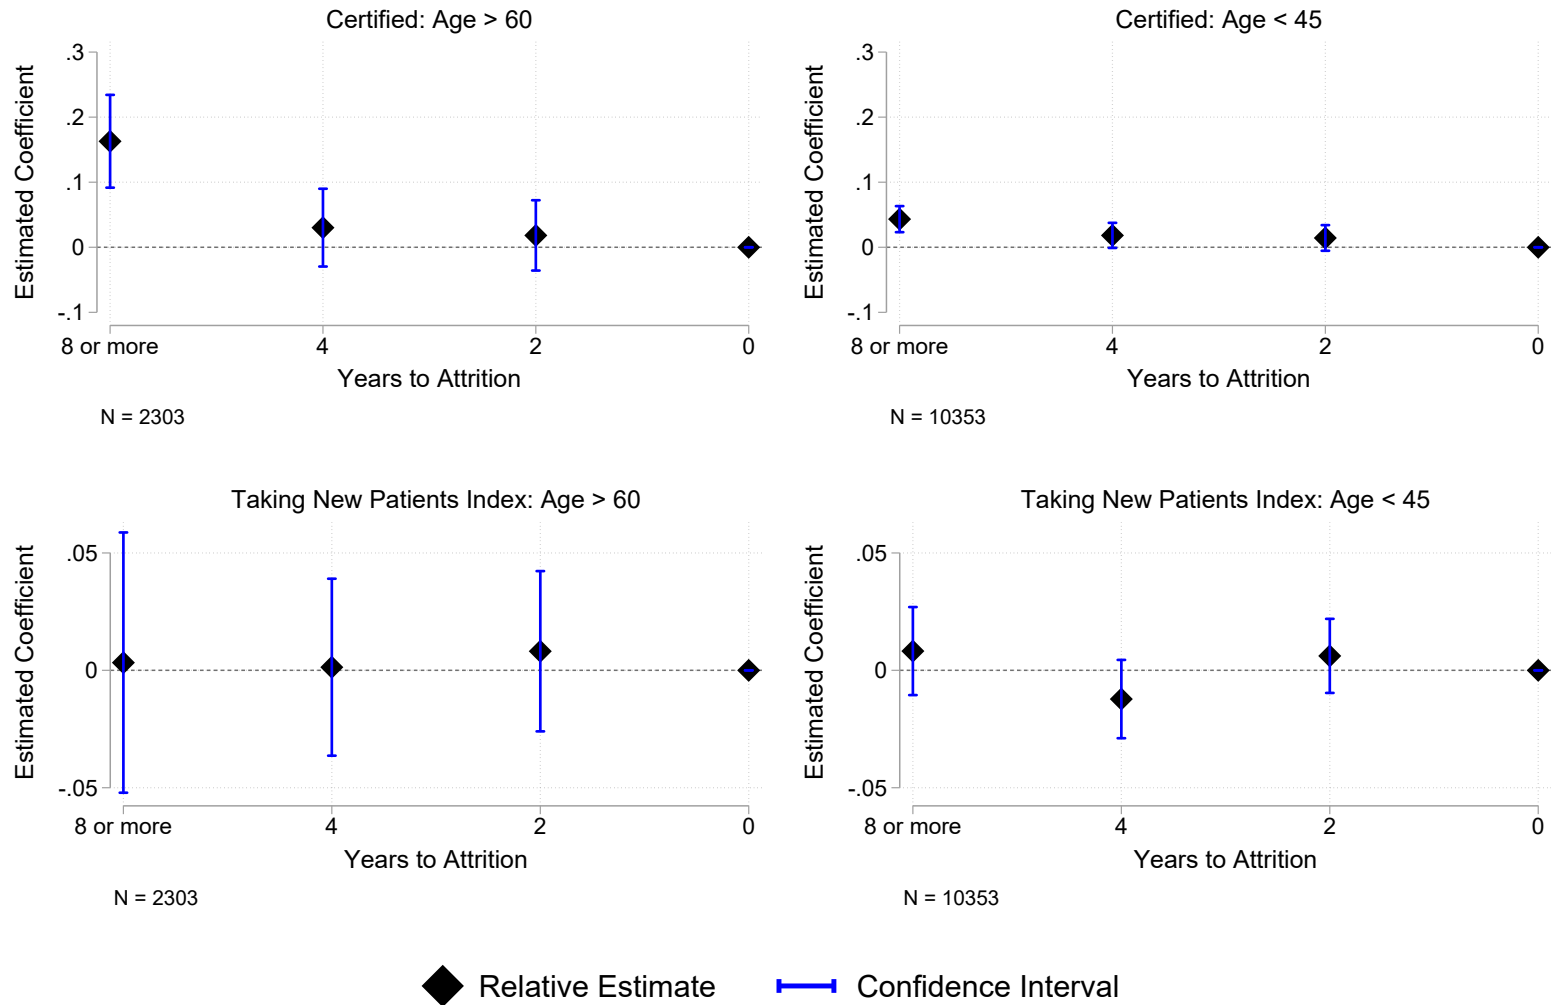 Certified: Age > 60
Estimated Coefficient
.3
.2
.1
0
-.1
8 or more
4
2
0
Years to Attrition
N = 2303
Certified: Age < 45
Estimated Coefficient
.3
.2
.1
0
-.1
8 or more
4
2
0
Years to Attrition
N = 10353
Taking New Patients Index: Age > 60
Estimated Coefficient
.05
0
-.05
8 or more
4
2
0
Years to Attrition
N = 2303
Taking New Patients Index: Age < 45
Estimated Coefficient
.05
0
-.05
8 or more
4
2
0
Years to Attrition
N = 10353
Relative Estimate
Confidence Interval